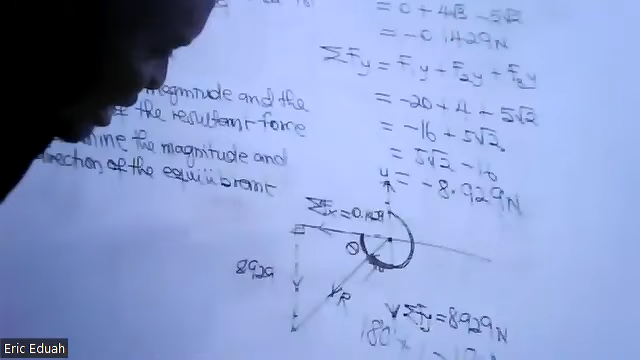 = 0 + 4√3 - 5√2
= -0.1429N
ΣFy = F1y + F2y + F3y
= -20 + 4 + 5√2
= -16 + 5√2
= 5√2 - 16
= -8.929N
magnitude and the
of the resultant force
the magnitude and
direction of the equilibrant
y
ΣFx = 0.1429
θ
8.929
R
ΣFy = 8.929N
180
Eric Eduah